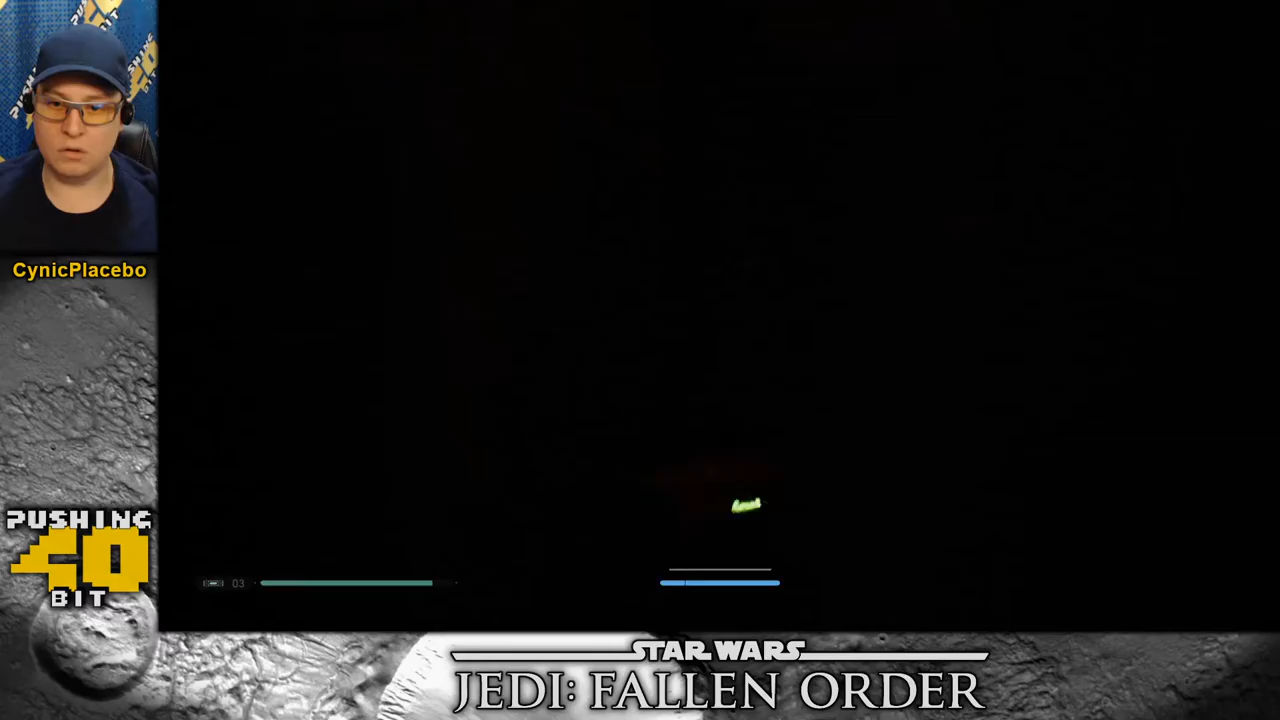 CynicPlacebo
PUSHING
40
BIT
03
STAR WARS
JEDI: FALLEN ORDER